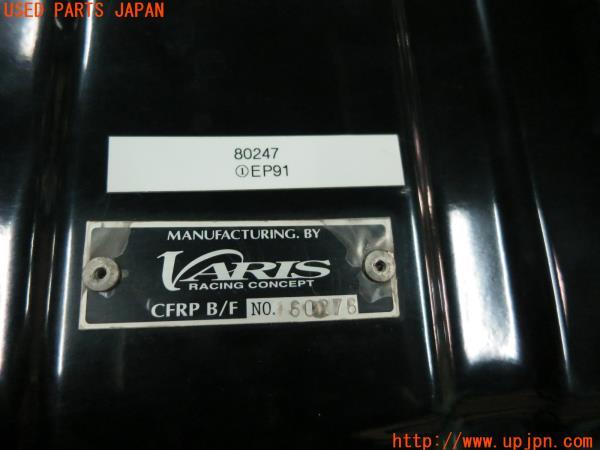 USED PARTS JAPAN
80247
①EP91
MANUFACTURING. BY
VARIS
RACING CONCEPT
CFRP B/F NO.
http://www.upjpn.com/